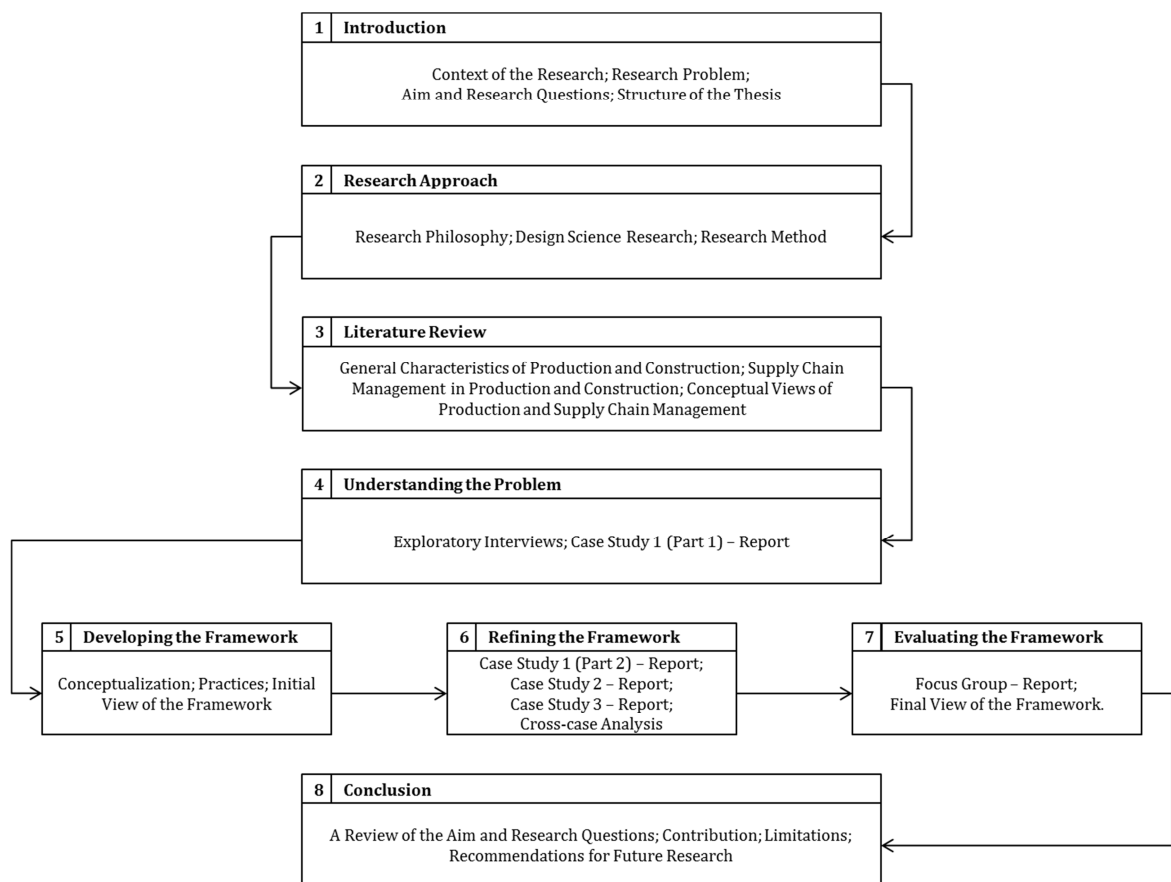 1 Introduction
Context of the Research; Research Problem;
Aim and Research Questions; Structure of the Thesis
2 Research Approach
Research Philosophy; Design Science Research; Research Method
3 Literature Review
General Characteristics of Production and Construction; Supply Chain
Management in Production and Construction; Conceptual Views of
Production and Supply Chain Management
4 Understanding the Problem
Exploratory Interviews; Case Study 1 (Part 1) – Report
5 Developing the Framework
Conceptualization; Practices; Initial
View of the Framework
6 Refining the Framework
Case Study 1 (Part 2) – Report;
Case Study 2 – Report;
Case Study 3 – Report;
Cross-case Analysis
7 Evaluating the Framework
Focus Group – Report;
Final View of the Framework.
8 Conclusion
A Review of the Aim and Research Questions; Contribution; Limitations;
Recommendations for Future Research